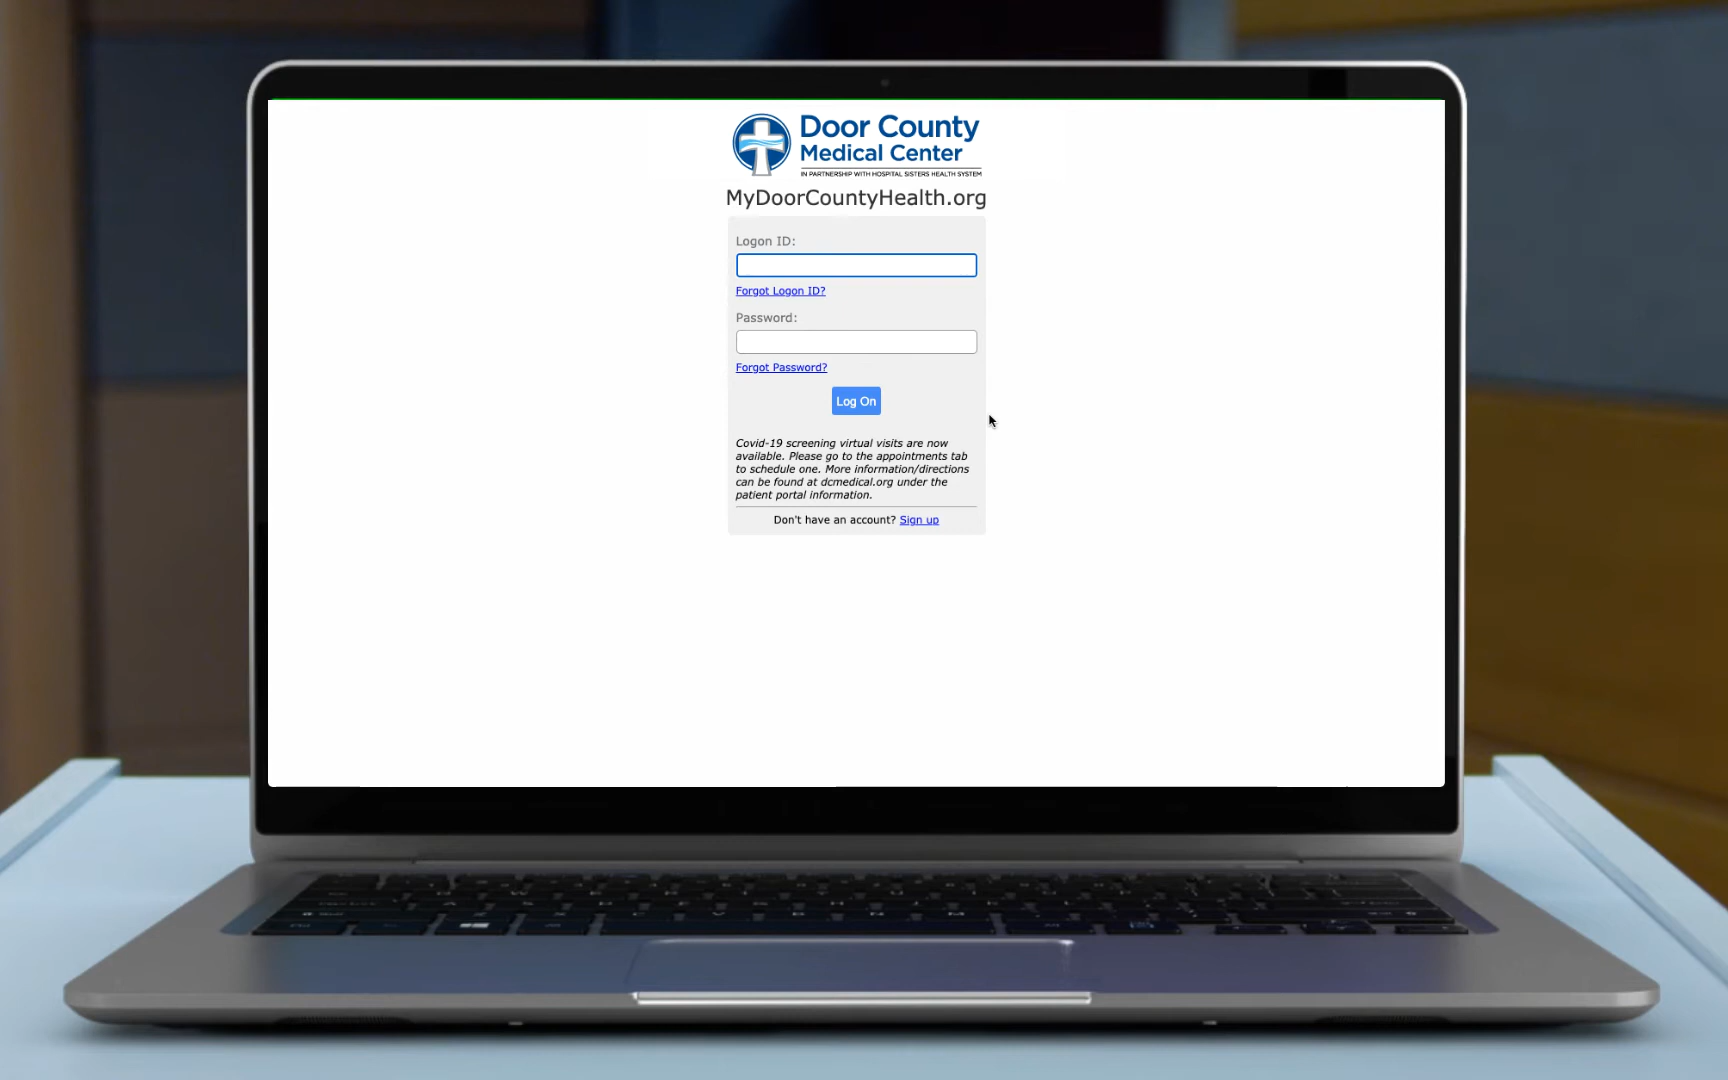 Door County
Medical Center
IN PARTNERSHIP WITH HOSPITAL SISTERS HEALTH SYSTEM
MyDoorCountyHealth.org
Logon ID:
Forgot Logon ID?
Password:
Forgot Password?
Log On
Covid-19 screening virtual visits are now
available. Please go to the appointments tab
to schedule one. More information/directions
can be found at dcmedical.org under the
patient portal information.
Don't have an account? Sign up